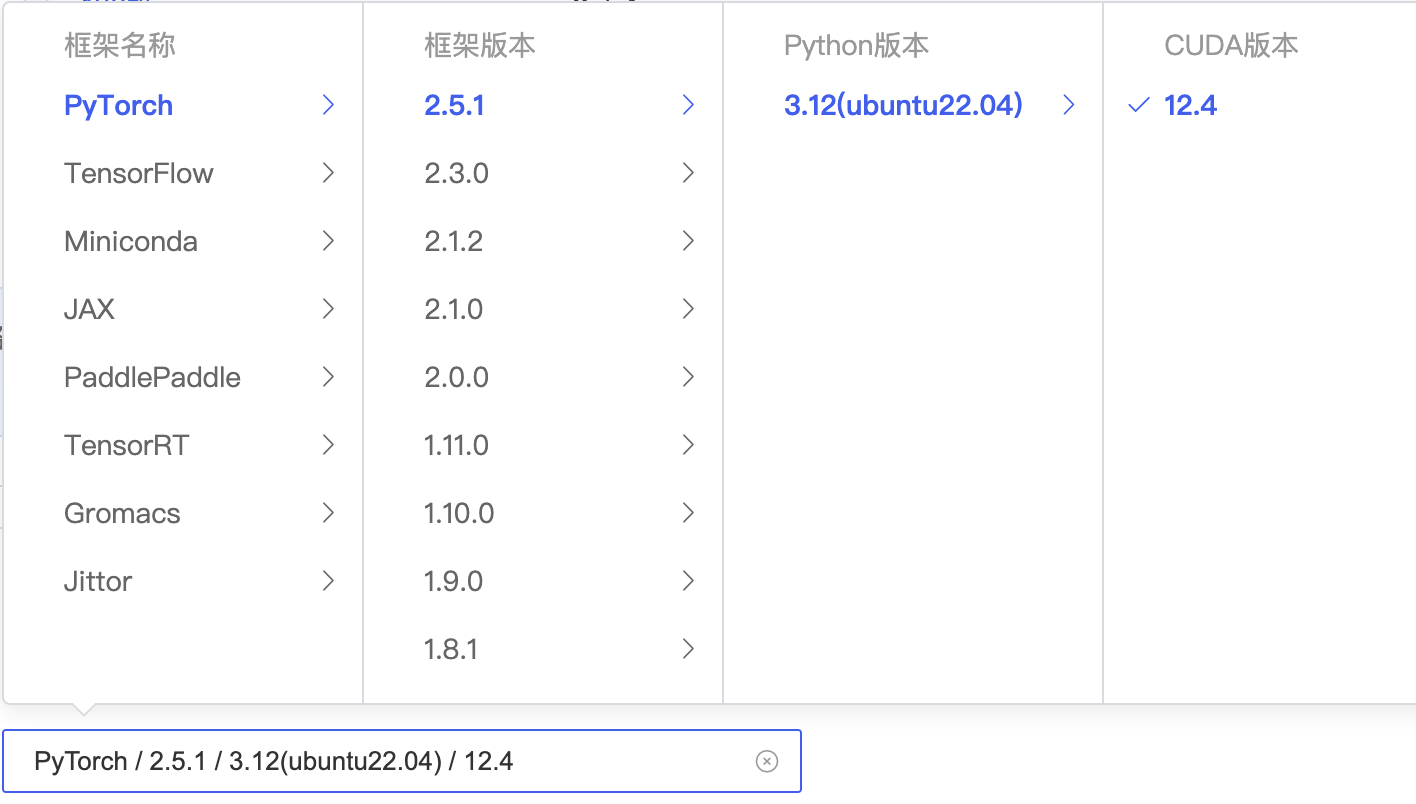 框架名称 框架版本 Python版本 CUDA版本
PyTorch 2.5.1 3.12(ubuntu22.04) 12.4
TensorFlow 2.3.0
Miniconda 2.1.2
JAX 2.1.0
PaddlePaddle 2.0.0
TensorRT 1.11.0
Gromacs 1.10.0
Jittor 1.9.0
1.8.1
PyTorch / 2.5.1 / 3.12(ubuntu22.04) / 12.4